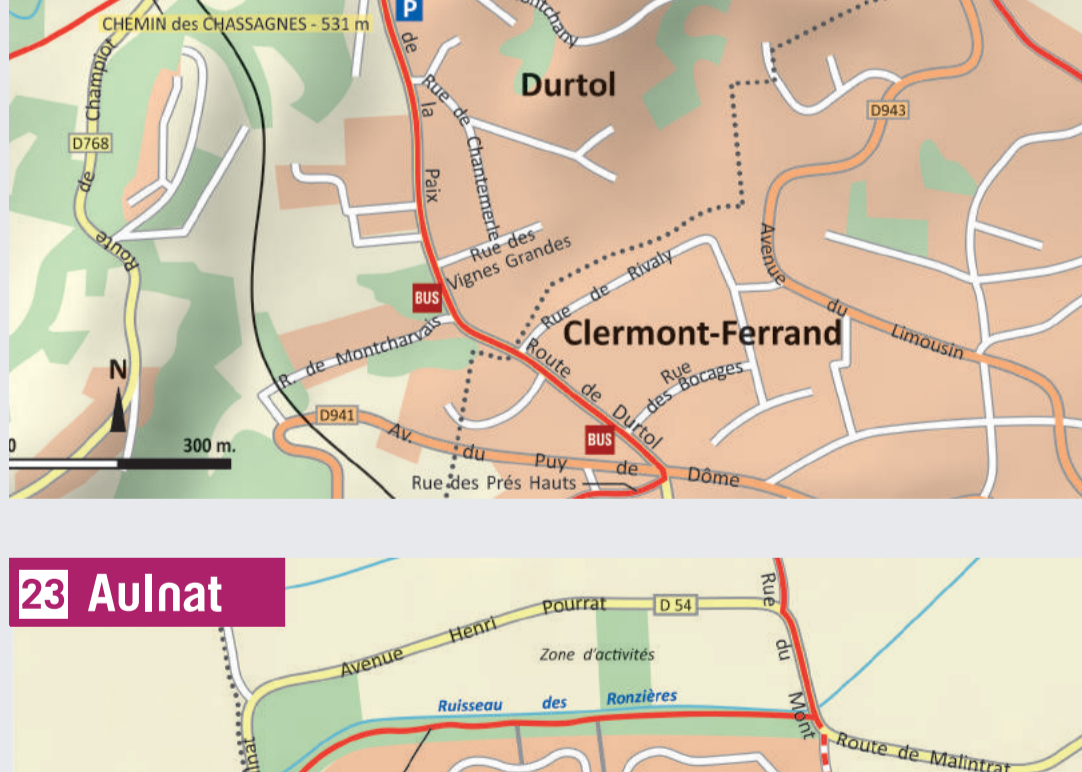 P
CHEMIN des CHASSAGNES - 531 m
Durtol
de la Paix
Rue de Chantemerle
D943
D768
Route de Champlot
Rue des
Vignes Grandes
BUS
Rue de Rivaly
Avenue du Limousin
Clermont-Ferrand
R. de Montcharvais
Route de Durtol
Rue
des Bocages
N
0 300 m.
D941
BUS
Av. du Puy de Dôme
Rue des Prés Hauts
23 Aulnat
Avenue Henri Pourrat
D 54
Rue du Mont
Zone d'activités
Ruisseau des Ronzières
Route de Malintrat